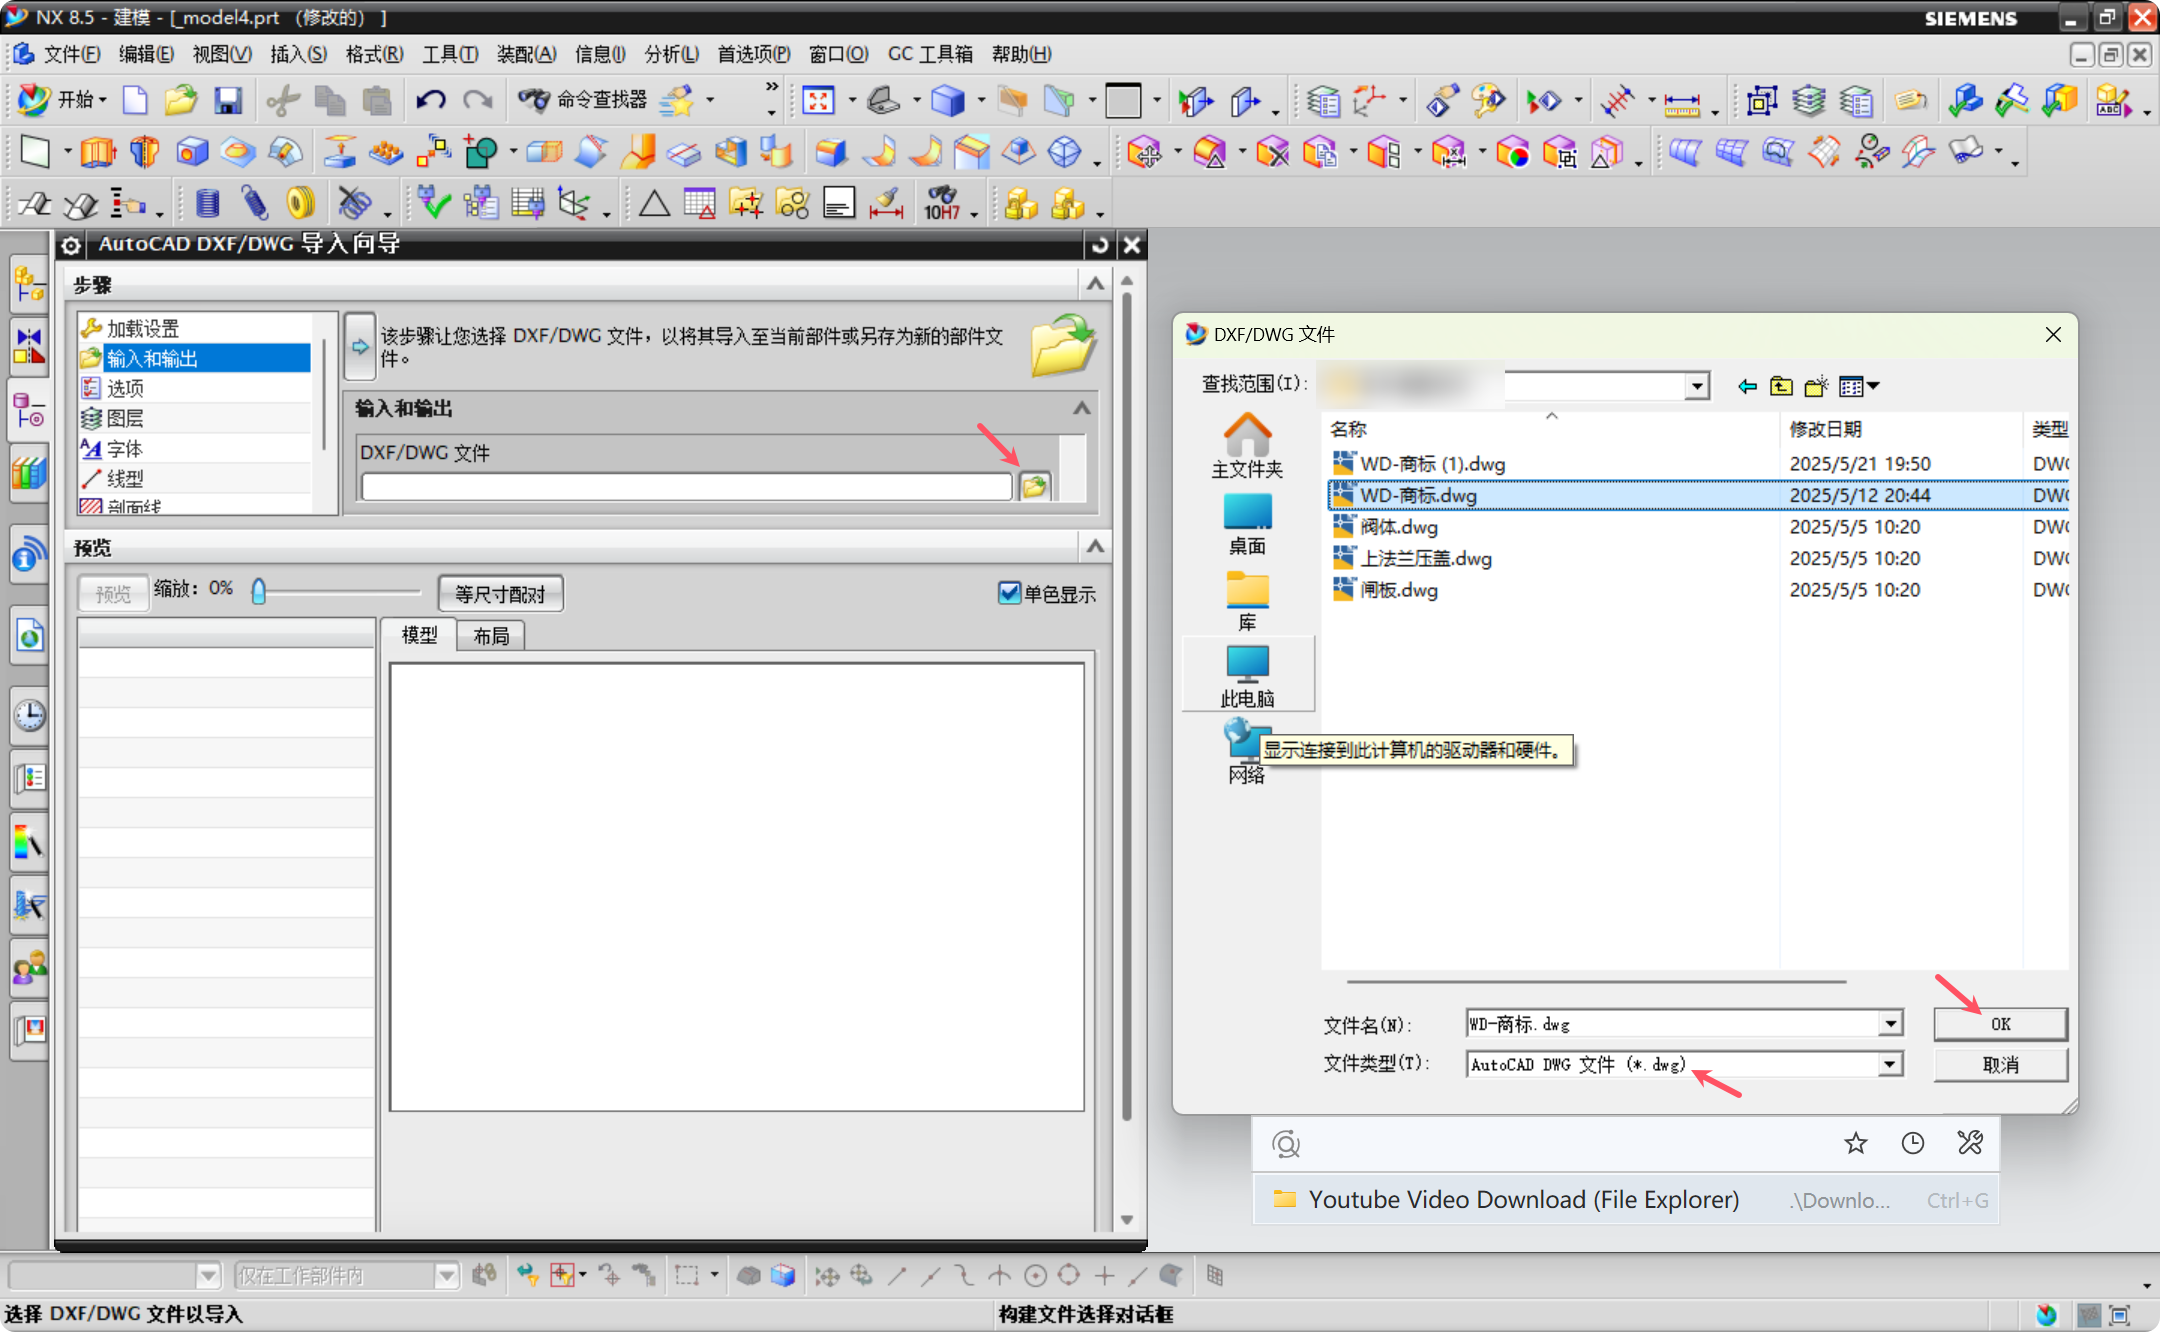 NX 8.5 - 建模 - [_model4.prt （修改的） ]
SIEMENS
文件(F) 编辑(E) 视图(V) 插入(S) 格式(R) 工具(T) 装配(A) 信息(I) 分析(L) 首选项(P) 窗口(O) GC 工具箱 帮助(H)
开始 命令查找器
10H7
AutoCAD DXF/DWG 导入向导
步骤
加载设置
输入和输出
选项
图层
字体
线型
剖面线
该步骤让您选择 DXF/DWG 文件，以将其导入至当前部件或另存为新的部件文
件。
输入和输出
DXF/DWG 文件
预览
预览 缩放： 0% 等尺寸配对 单色显示
模型 布局
DXF/DWG 文件
查找范围(I):
主文件夹
桌面
库
此电脑
网络
显示连接到此计算机的驱动器和硬件。
名称 修改日期 类型
WD-商标 (1).dwg 2025/5/21 19:50
WD-商标.dwg 2025/5/12 20:44
阀体.dwg 2025/5/5 10:20
上法兰压盖.dwg 2025/5/5 10:20
闸板.dwg 2025/5/5 10:20
文件名(N): WD-商标.dwg OK
文件类型(T): AutoCAD DWG 文件 (*.dwg) 取消
Youtube Video Download (File Explorer) .\Downlo... Ctrl+G
仅在工作部件内
选择 DXF/DWG 文件以导入
构建文件选择对话框